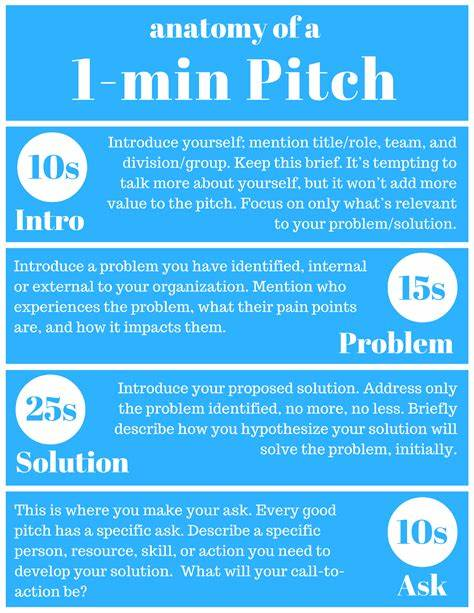 anatomy of a
1-min Pitch
10s
Intro
Introduce yourself; mention title/role, team, and
division/group. Keep this brief. It's tempting to
talk more about yourself, but it won't add more
value to the pitch. Focus on only what's relevant
to your problem/solution.
Introduce a problem you have identified, internal
or external to your organization. Mention who
experiences the problem, what their pain points
are, and how it impacts them.
15s
Problem
25s
Solution
Introduce your proposed solution. Address only
the problem identified, no more, no less. Briefly
describe how you hypothesize your solution will
solve the problem, initially.
This is where you make your ask. Every good
pitch has a specific ask. Describe a specific
person, resource, skill, or action you need to
develop your solution. What will your call-to-
action be?
10s
Ask